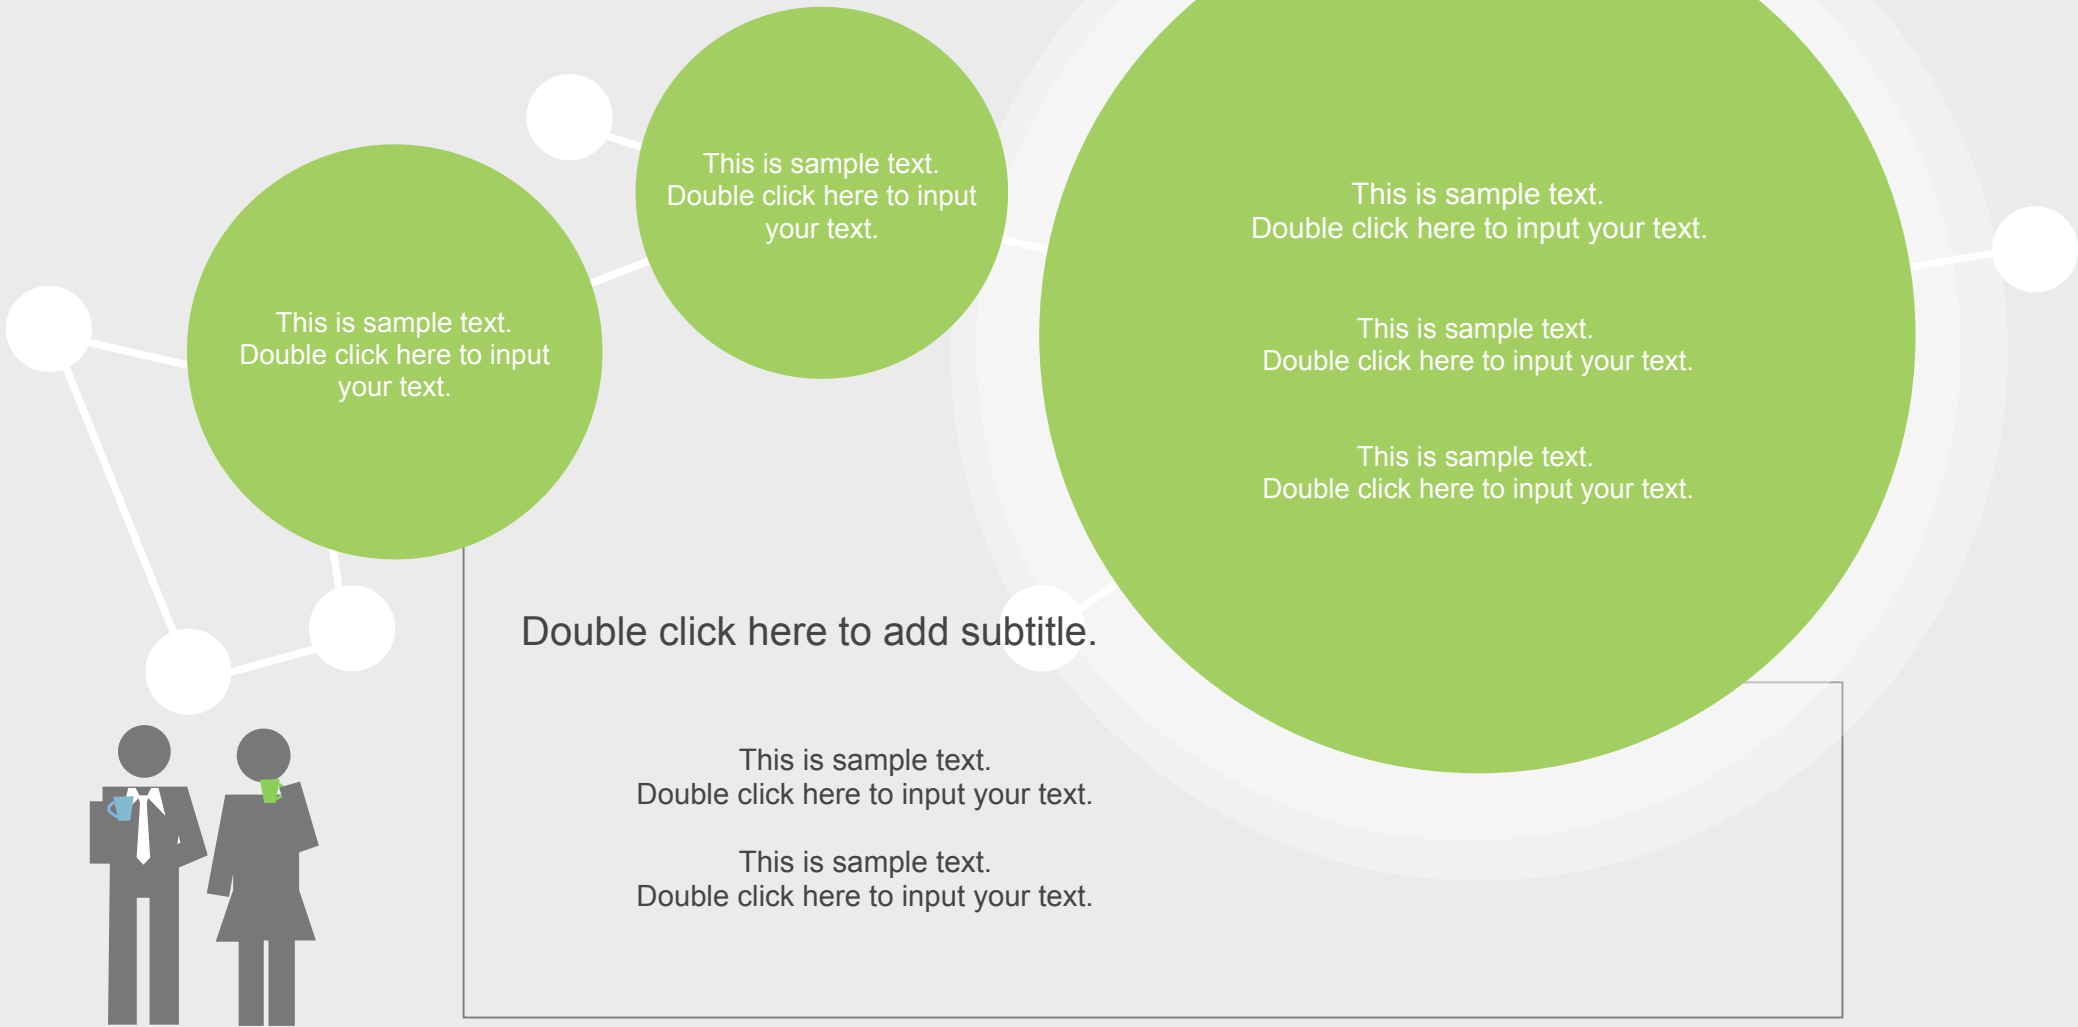 This is sample text.
Double click here to input
your text.
This is sample text.
Double click here to input
your text.
This is sample text.
Double click here to input your text.
This is sample text.
Double click here to input your text.
This is sample text.
Double click here to input your text.
Double click here to add subtitle.
This is sample text.
Double click here to input your text.
This is sample text.
Double click here to input your text.